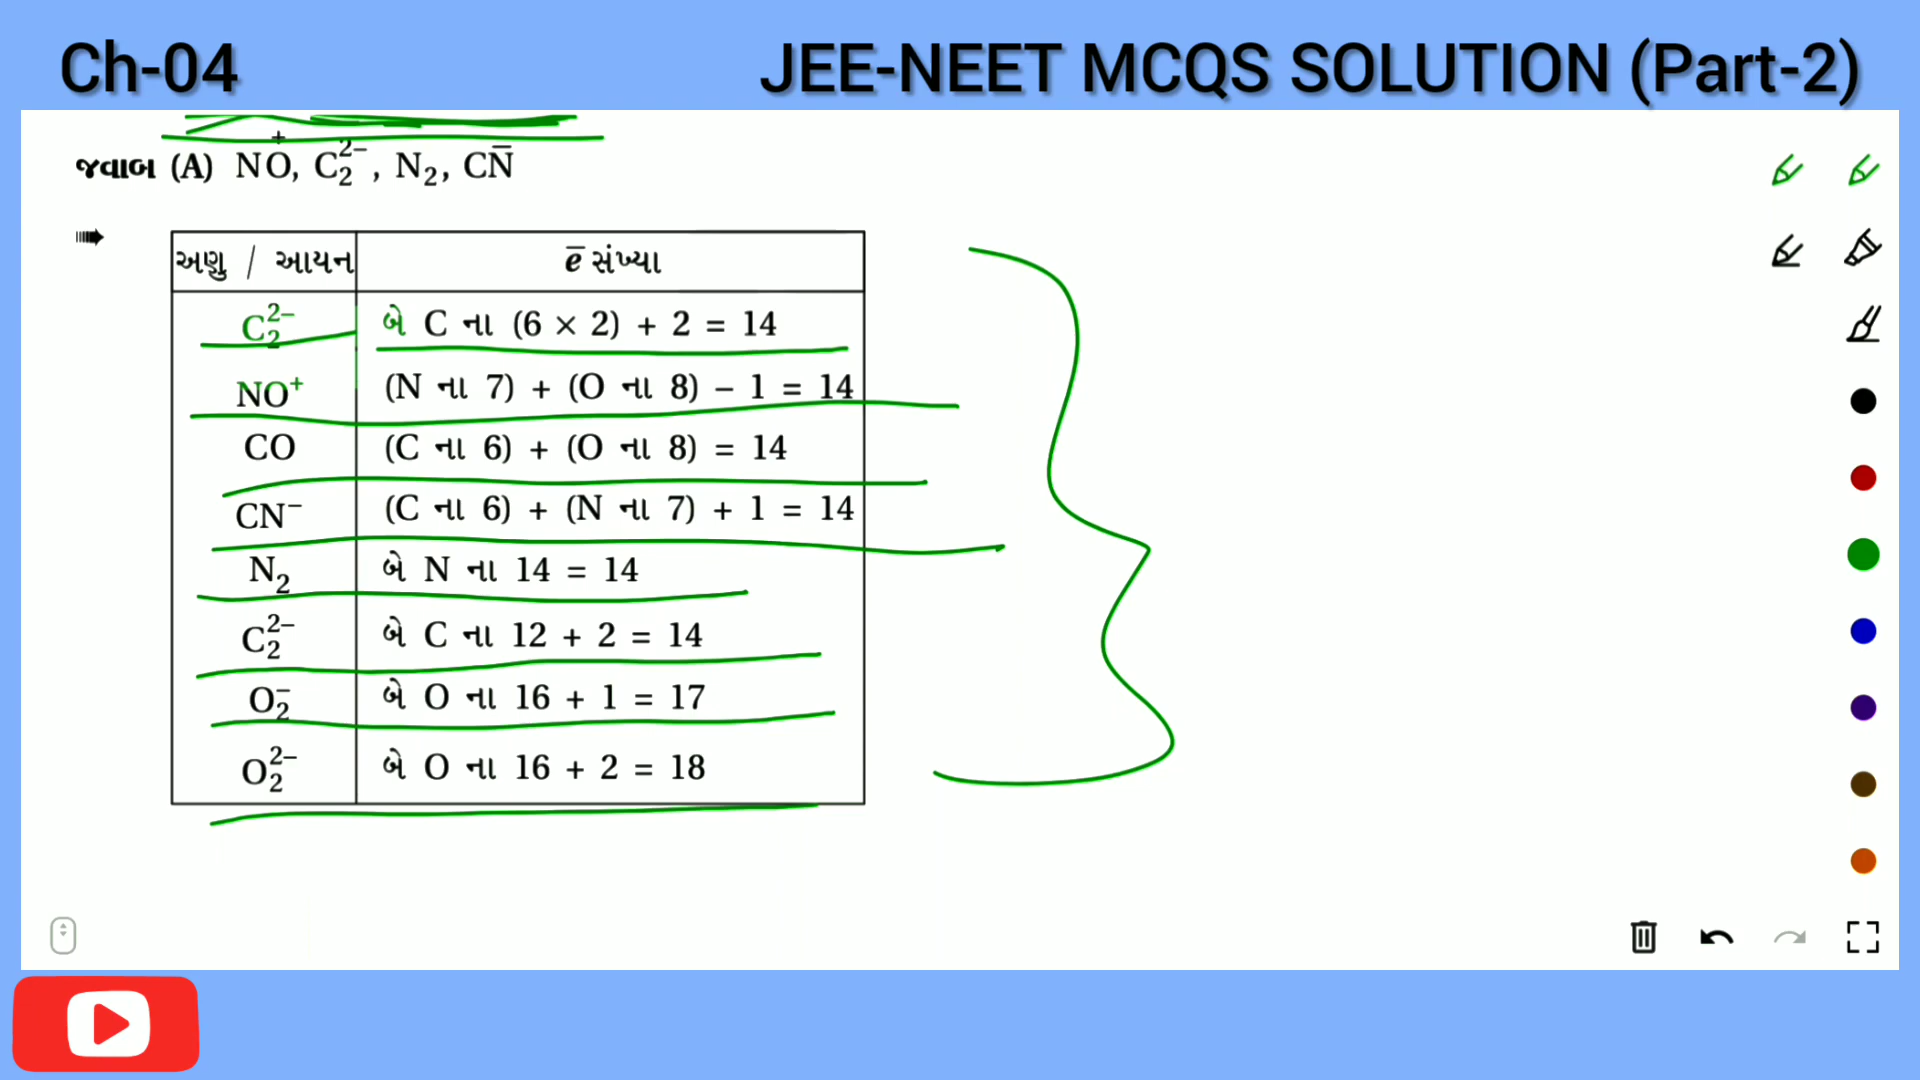 Ch-04 JEE-NEET MCQS SOLUTION (Part-2)
જવાબ (A) NO⁺, C₂²⁻, N₂, CN⁻
અણુ / આયન e̅ સંખ્યા
C₂²⁻ બે C ના (6 × 2) + 2 = 14
NO⁺ (N ના 7) + (O ના 8) – 1 = 14
CO (C ના 6) + (O ના 8) = 14
CN⁻ (C ના 6) + (N ના 7) + 1 = 14
N₂ બે N ના 14 = 14
C₂²⁻ બે C ના 12 + 2 = 14
O₂⁻ બે O ના 16 + 1 = 17
O₂²⁻ બે O ના 16 + 2 = 18